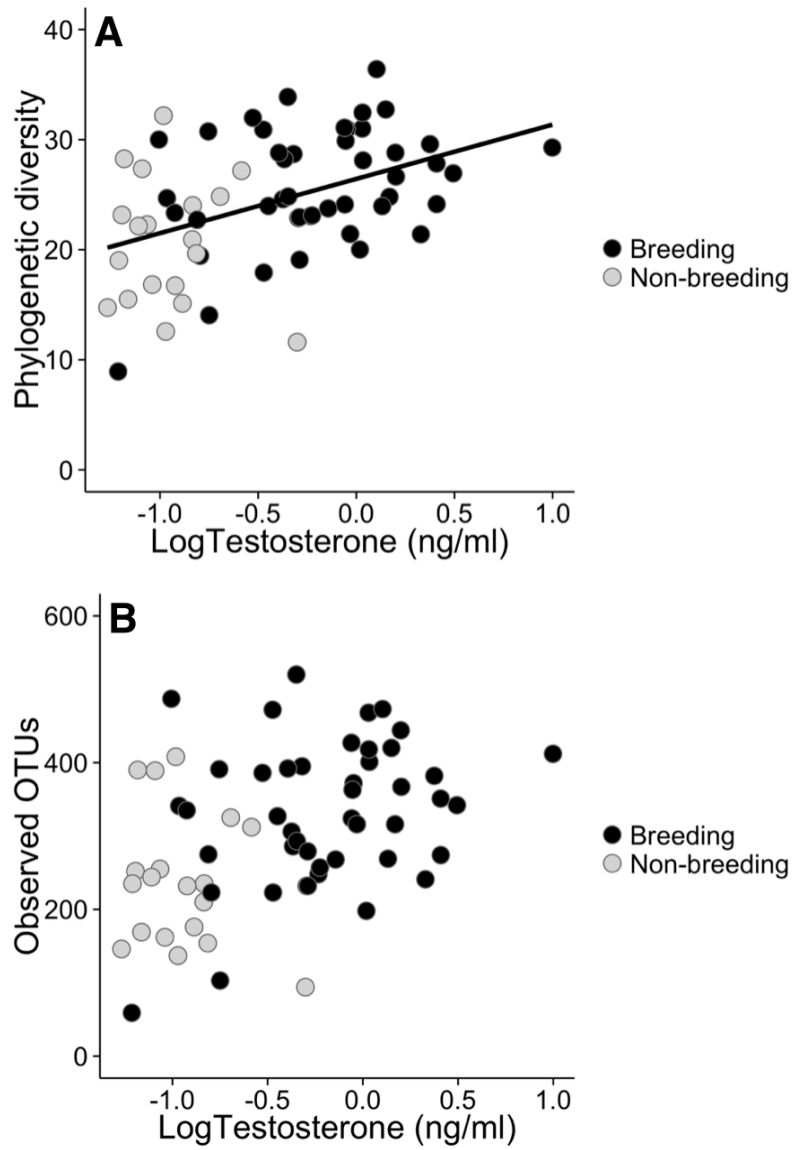 A
40
30
20
10
0
Phylogenetic diversity
-1.0 -0.5 0.0 0.5 1.0
LogTestosterone (ng/ml)
Breeding
Non-breeding
B
600
400
200
0
Observed OTUs
-1.0 -0.5 0.0 0.5 1.0
LogTestosterone (ng/ml)
Breeding
Non-breeding